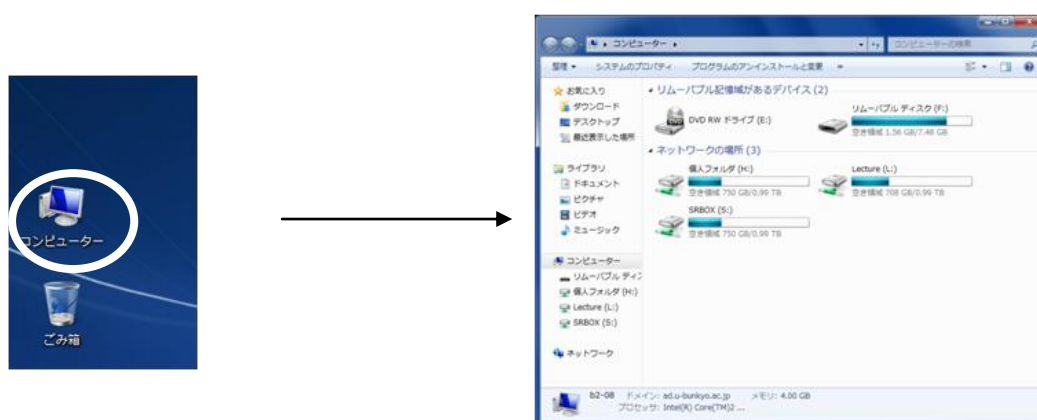 コンピューター
ごみ箱
コンピューター
コンピューターの検索
整理 システムのプロパティ プログラムのアンインストールと変更 »
お気に入り
ダウンロード
デスクトップ
最近表示した場所
ライブラリ
ドキュメント
ピクチャ
ビデオ
ミュージック
コンピューター
リムーバブル ディス
個人フォルダ (H:)
Lecture (L:)
SRBOX (S:)
ネットワーク
リムーバブル記憶域があるデバイス (2)
DVD RW ドライブ (E:)
リムーバブル ディスク (F:)
空き領域 1.56 GB/7.48 GB
ネットワークの場所 (3)
個人フォルダ (H:)
空き領域 750 GB/0.99 TB
Lecture (L:)
空き領域 708 GB/0.99 TB
SRBOX (S:)
空き領域 750 GB/0.99 TB
b2-08 ドメイン: ad.u-bunkyo.ac.jp メモリ: 4.00 GB
プロセッサ: Intel(R) Core(TM)2 ...